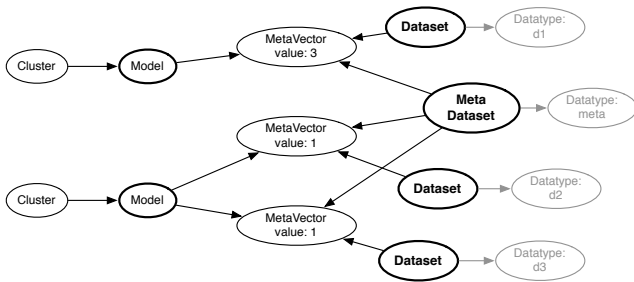 Dataset
Datatype:
d1
MetaVector
value: 3
Cluster
Model
Meta
Dataset
Datatype:
meta
MetaVector
value: 1
Dataset
Datatype:
d2
Cluster
Model
MetaVector
value: 1
Dataset
Datatype:
d3